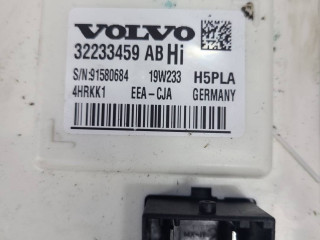 VOLVO
32233459 AB Hi
S/N:91580684 19W233 H5PLA
4HRKK1 EEA-CJA GERMANY